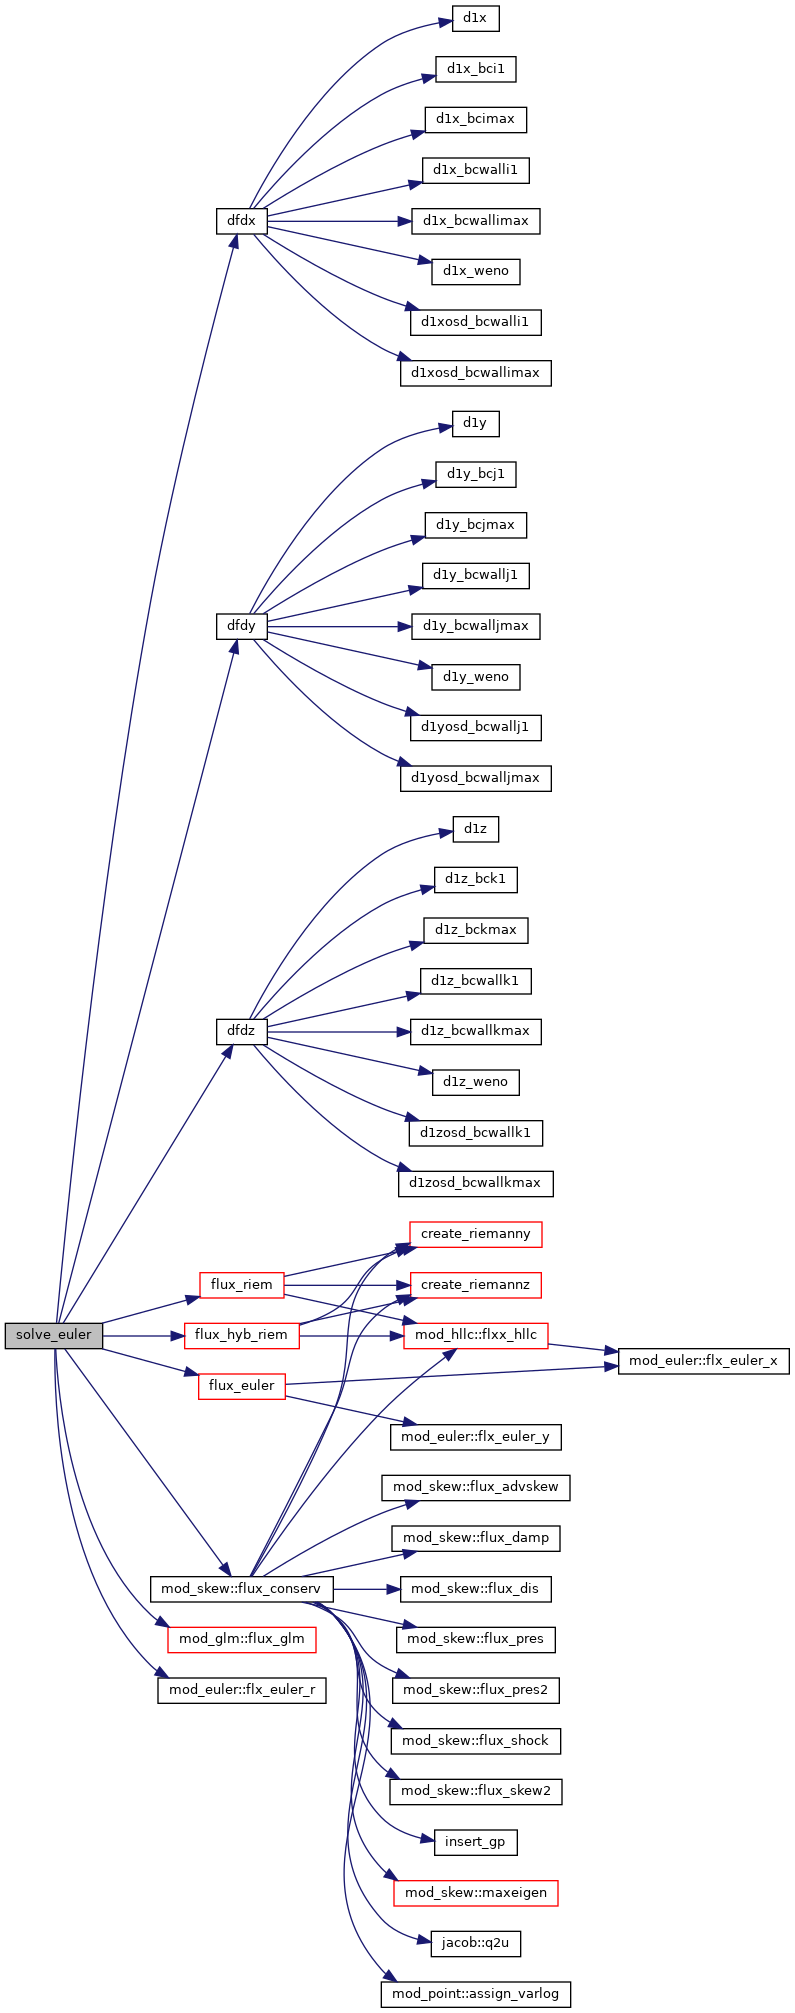 d1x
d1x_bci1
d1x_bcimax
d1x_bcwalli1
dfdx
d1x_bcwallimax
d1x_weno
d1xosd_bcwalli1
d1xosd_bcwallimax
d1y
d1y_bcj1
d1y_bcjmax
d1y_bcwallj1
dfdy
d1y_bcwalljmax
d1y_weno
d1yosd_bcwallj1
d1yosd_bcwalljmax
d1z
d1z_bck1
d1z_bckmax
d1z_bcwallk1
dfdz
d1z_bcwallkmax
d1z_weno
d1zosd_bcwallk1
d1zosd_bcwallkmax
create_riemanny
flux_riem
create_riemannz
solve_euler
flux_hyb_riem
mod_hllc::flxx_hllc
mod_euler::flx_euler_x
flux_euler
mod_euler::flx_euler_y
mod_skew::flux_advskew
mod_skew::flux_damp
mod_skew::flux_conserv
mod_skew::flux_dis
mod_glm::flux_glm
mod_skew::flux_pres
mod_euler::flx_euler_r
mod_skew::flux_pres2
mod_skew::flux_shock
mod_skew::flux_skew2
insert_gp
mod_skew::maxeigen
jacob::q2u
mod_point::assign_varlog